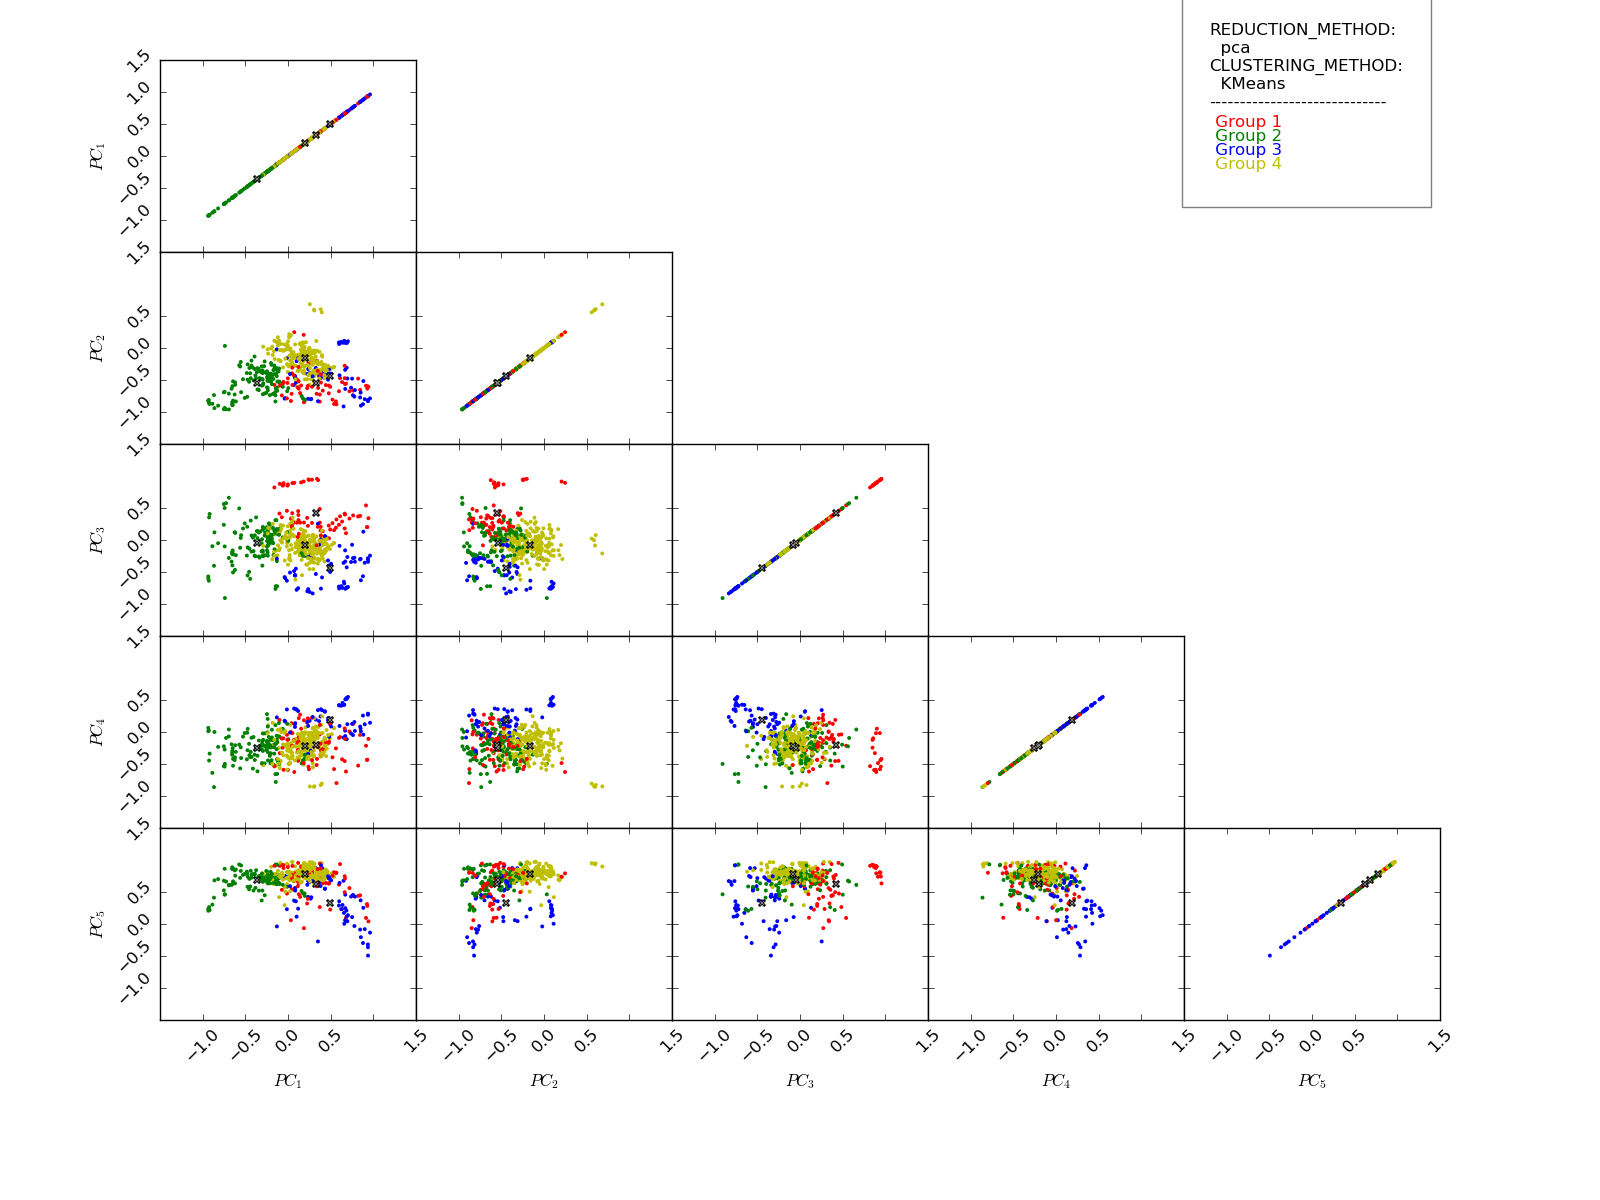 REDUCTION_METHOD:
pca
CLUSTERING_METHOD:
KMeans
----------------------------
Group 1
Group 2
Group 3
Group 4
1.5
1.0
0.5
0.0
−0.5
−1.0
PC1
1.5
0.5
0.0
−0.5
−1.0
PC2
1.5
0.5
0.0
−0.5
−1.0
PC3
1.5
0.5
0.0
−0.5
−1.0
PC4
1.5
0.5
0.0
−0.5
−1.0
PC5
−1.0 −0.5 0.0 0.5 1.5 −1.0 −0.5 0.0 0.5 1.5 −1.0 −0.5 0.0 0.5 1.5 −1.0 −0.5 0.0 0.5 1.5 −1.0 −0.5 0.0 0.5 1.5
PC1 PC2 PC3 PC4 PC5